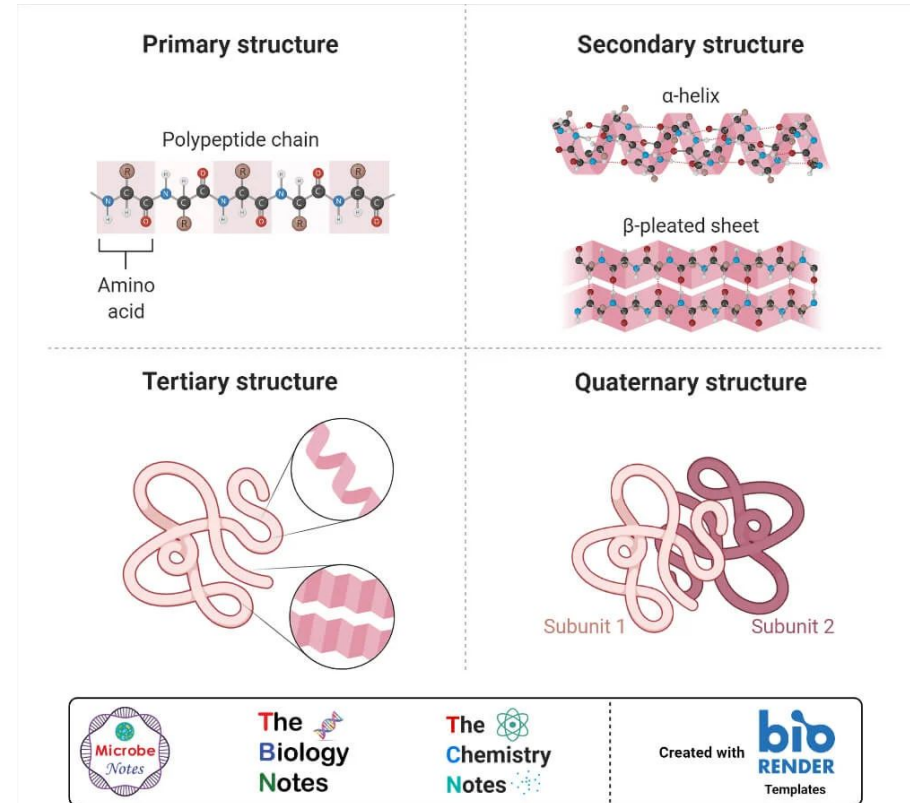 Primary structure
Polypeptide chain
R
H
H
R
H
H
R
N
C
C
O
N
C
C
O
N
C
C
O
N
C
C
O
N
C
C
O
H
H
R
H
H
R
H
H
Amino
acid
Secondary structure
α-helix
β-pleated sheet
Tertiary structure
Quaternary structure
Subunit 1
Subunit 2
Microbe
Notes
The
Biology
Notes
The
Chemistry
Notes
Created with
bio
RENDER
Templates